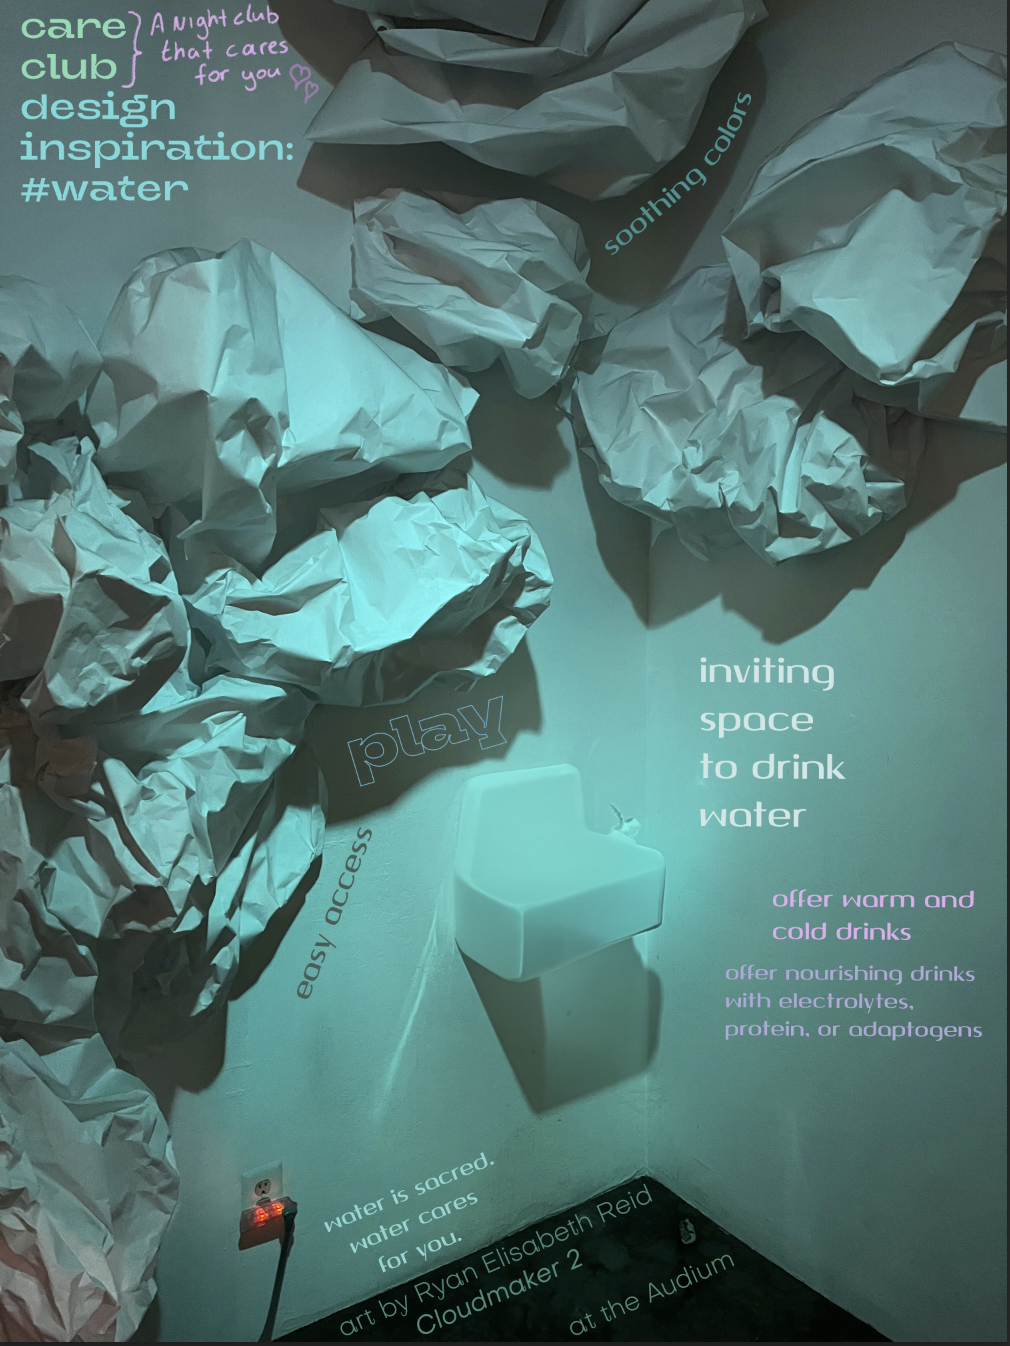 care
club
A Night club
that cares
for you
design
inspiration:
#water
soothing colors
play
inviting
space
to drink
water
easy access
offer warm and
cold drinks
offer nourishing drinks
with electrolytes,
protein, or adaptogens
water is sacred.
water cares
for you.
art by Ryan Elisabeth Reid
Cloudmaker 2
at the Audium